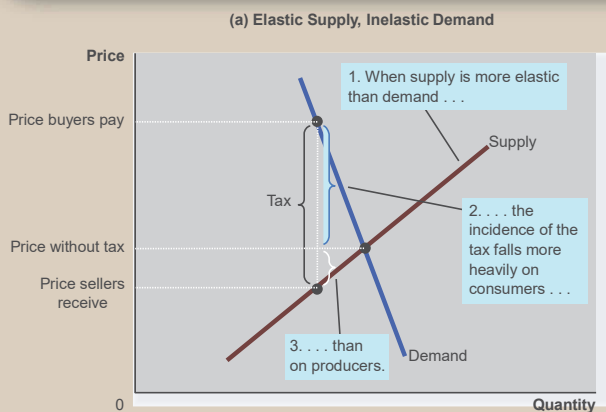 (a) Elastic Supply, Inelastic Demand
Price
1. When supply is more elastic
than demand . . .
Price buyers pay
Supply
Tax
2. . . . the
incidence of the
tax falls more
heavily on
consumers . . .
Price without tax
Price sellers
receive
3. . . . than
on producers.
Demand
0
Quantity